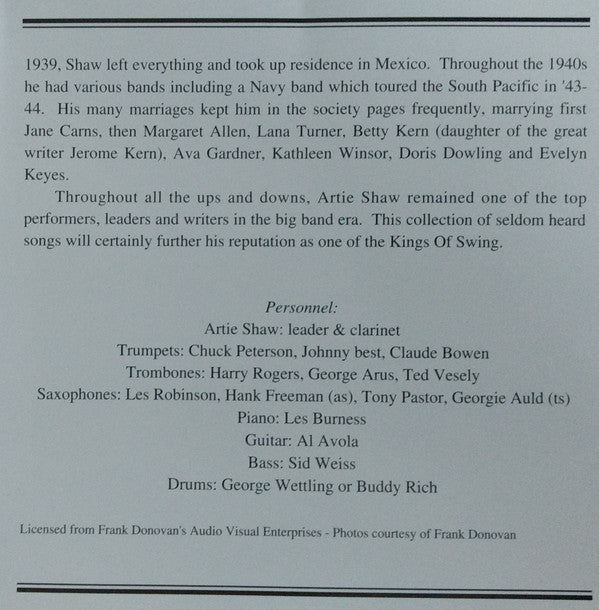 1939, Shaw left everything and took up residence in Mexico. Throughout the 1940s
he had various bands including a Navy band which toured the South Pacific in '43-
44. His many marriages kept him in the society pages frequently, marrying first
Jane Carns, then Margaret Allen, Lana Turner, Betty Kern (daughter of the great
writer Jerome Kern), Ava Gardner, Kathleen Winsor, Doris Dowling and Evelyn
Keyes.
Throughout all the ups and downs, Artie Shaw remained one of the top
performers, leaders and writers in the big band era. This collection of seldom heard
songs will certainly further his reputation as one of the Kings Of Swing.
Personnel:
Artie Shaw: leader & clarinet
Trumpets: Chuck Peterson, Johnny best, Claude Bowen
Trombones: Harry Rogers, George Arus, Ted Vesely
Saxophones: Les Robinson, Hank Freeman (as), Tony Pastor, Georgie Auld (ts)
Piano: Les Burness
Guitar: Al Avola
Bass: Sid Weiss
Drums: George Wettling or Buddy Rich
Licensed from Frank Donovan's Audio Visual Enterprises - Photos courtesy of Frank Donovan